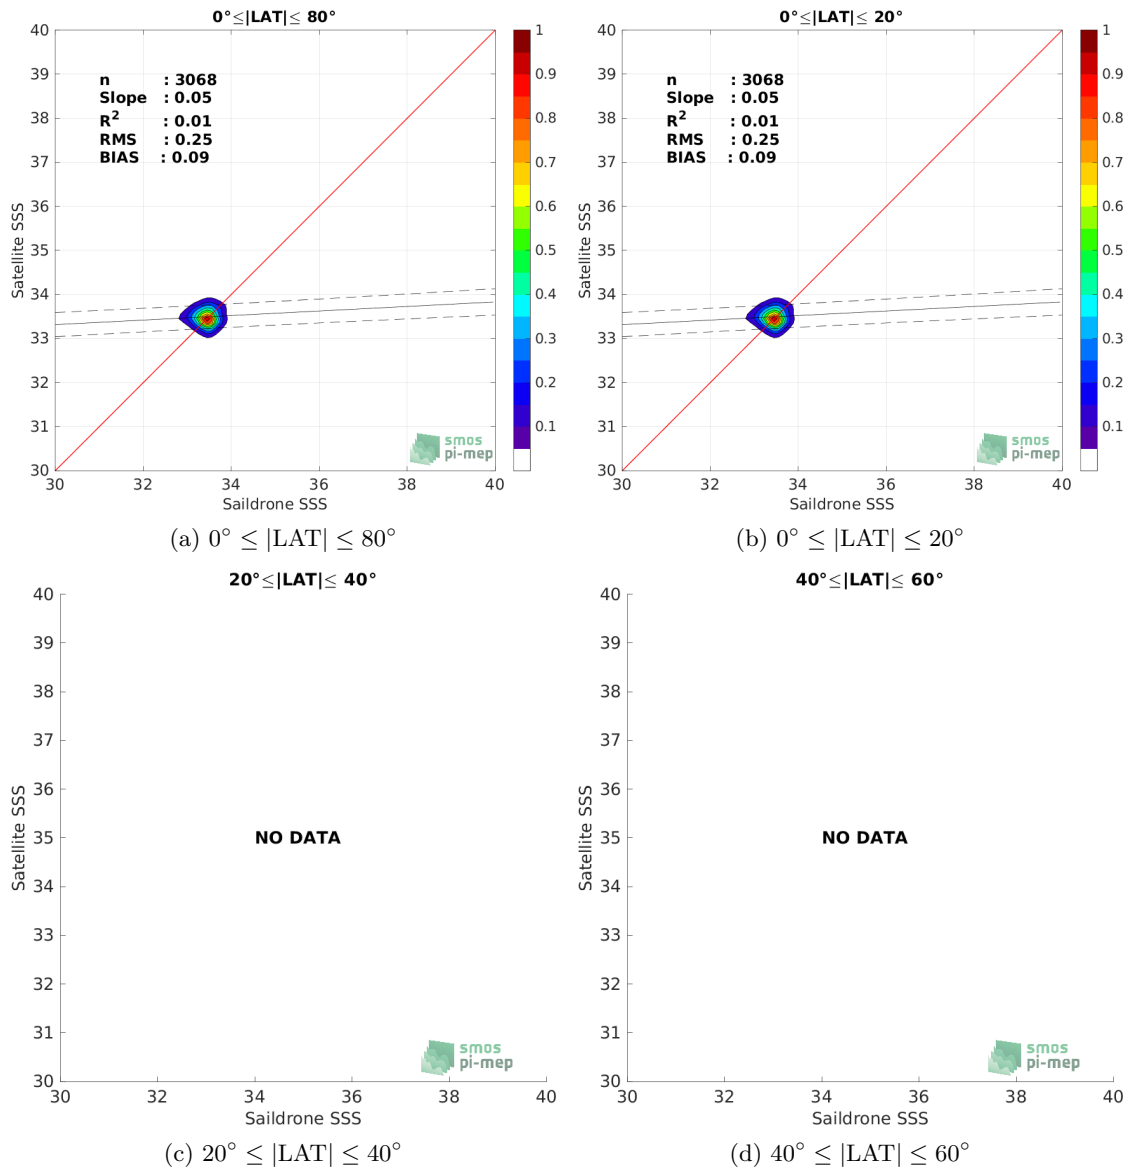 0°≤|LAT|≤ 80°
40
39
38
37
36
35
34
33
32
31
30
Satellite SSS
n : 3068
Slope : 0.05
R² : 0.01
RMS : 0.25
BIAS : 0.09
smos
pi-mep
30 32 34 36 38 40
Saildrone SSS
1
0.9
0.8
0.7
0.6
0.5
0.4
0.3
0.2
0.1
(a) 0° ≤ |LAT| ≤ 80°
0°≤|LAT|≤ 20°
40
39
38
37
36
35
34
33
32
31
30
Satellite SSS
n : 3068
Slope : 0.05
R² : 0.01
RMS : 0.25
BIAS : 0.09
smos
pi-mep
30 32 34 36 38 40
Saildrone SSS
1
0.9
0.8
0.7
0.6
0.5
0.4
0.3
0.2
0.1
(b) 0° ≤ |LAT| ≤ 20°
20°≤|LAT|≤ 40°
40
39
38
37
36
35
34
33
32
31
30
Satellite SSS
NO DATA
smos
pi-mep
30 32 34 36 38 40
Saildrone SSS
(c) 20° ≤ |LAT| ≤ 40°
40°≤|LAT|≤ 60°
40
39
38
37
36
35
34
33
32
31
30
Satellite SSS
NO DATA
smos
pi-mep
30 32 34 36 38 40
Saildrone SSS
(d) 40° ≤ |LAT| ≤ 60°